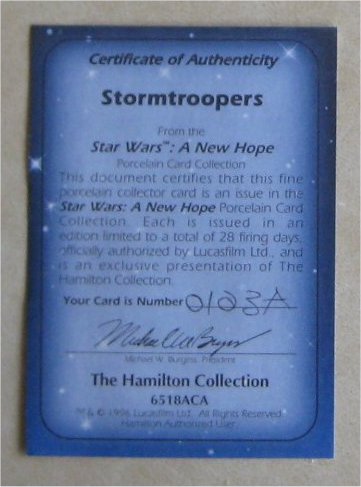 Certificate of Authenticity
Stormtroopers
From the
Star Wars™: A New Hope
Porcelain Card Collection
This document certifies that this fine
porcelain collector card is an issue in the
Star Wars: A New Hope Porcelain Card
Collection. Each is issued in an
edition limited to a total of 28 firing days,
officially authorized by Lucasfilm Ltd., and
is an exclusive presentation of The
Hamilton Collection.
Your Card is Number 0103A
Michael W Burgess
Michael W. Burgess, President
The Hamilton Collection
6518ACA
™ & © 1996 Lucasfilm Ltd. All Rights Reserved.
Hamilton Authorized User